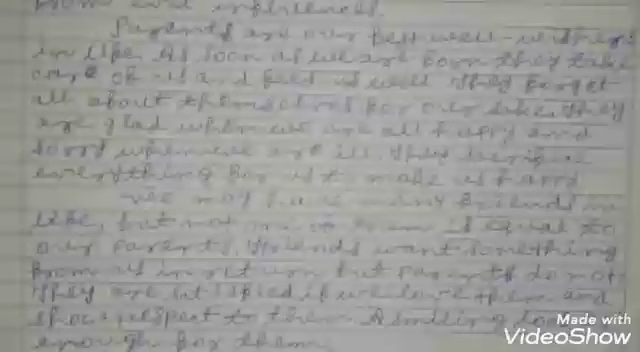 from evil influences.
Parents are our best well-wishers
in life. As soon as we are born they take
care of us and feed us well. They forget
all about themselves for our sake. They
are glad when we are all happy and
sorry when we are ill. They
everything for us to make us happy
We may have many friends in
life, but not one of them is equal to
our parents. Friends want something
from us in return but parents do not
They are satisfied if we love them and
show respect to them. A smiling
enough for them.
Made with
VideoShow